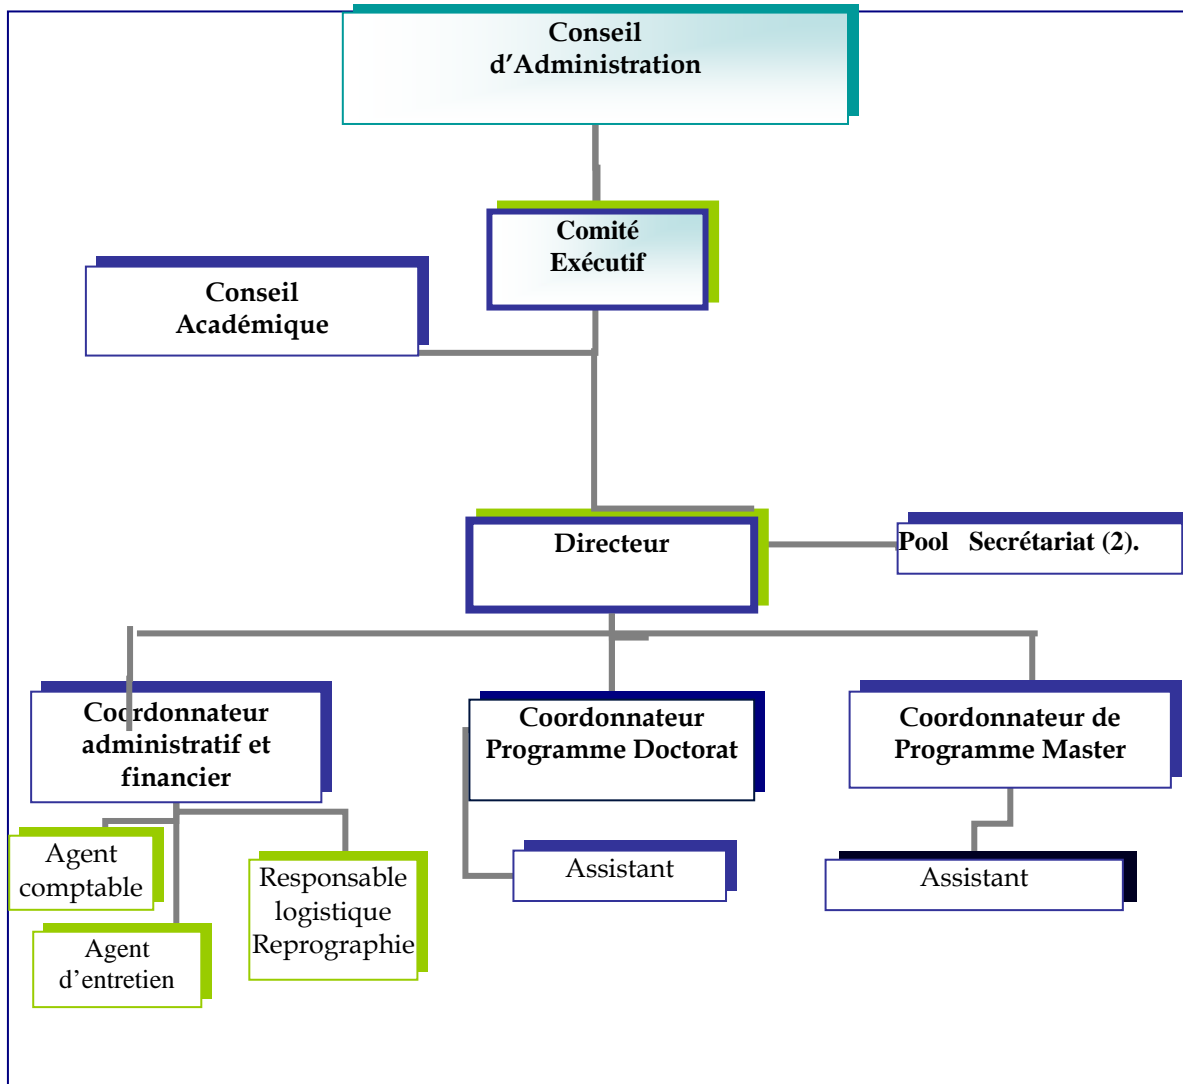 Conseil
d'Administration
Comité
Exécutif
Conseil
Académique
Directeur
Pool Secrétariat (2).
Coordonnateur
administratif et
financier
Coordonnateur
Programme Doctorat
Coordonnateur de
Programme Master
Agent
comptable
Responsable
logistique
Reprographie
Assistant
Assistant
Agent
d'entretien